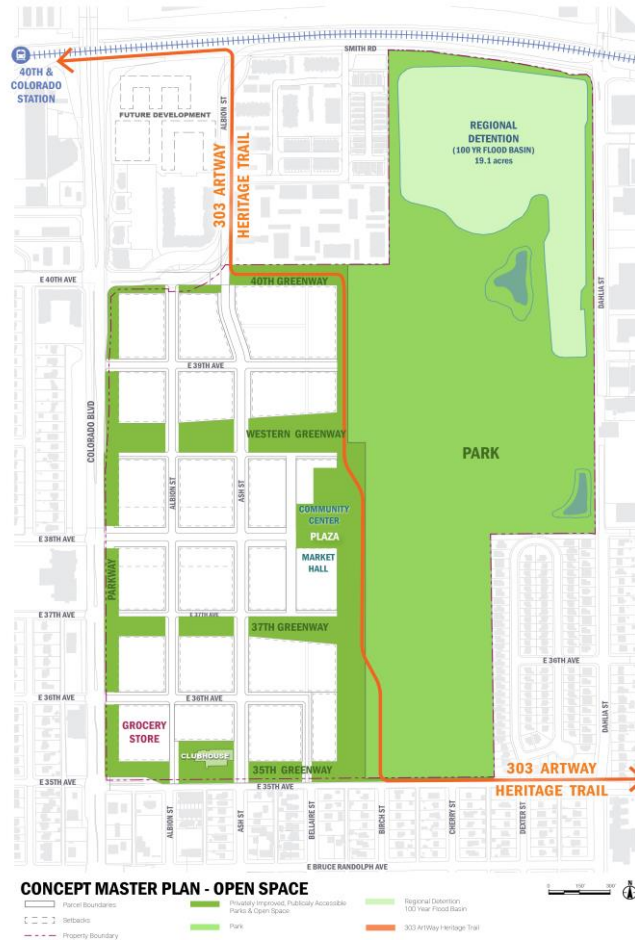 SMITH RD
40TH &
COLORADO
STATION
FUTURE DEVELOPMENT
ALBION ST
303 ARTWAY
HERITAGE TRAIL
REGIONAL
DETENTION
(100 YR FLOOD BASIN)
19.1 acres
E 40TH AVE
40TH GREENWAY
DAHLIA ST
E 39TH AVE
COLORADO BLVD
WESTERN GREENWAY
PARK
ALBION ST
ASH ST
COMMUNITY
CENTER
PLAZA
MARKET
HALL
E 38TH AVE
PARKWAY
E 37TH AVE
E 37TH AVE
37TH GREENWAY
E 36TH AVE
E 36TH AVE
E 36TH AVE
DAHLIA ST
GROCERY
STORE
CLUBHOUSE
35TH GREENWAY
303 ARTWAY
HERITAGE TRAIL
E 35TH AVE
E 35TH AVE
ALBION ST
ASH ST
BELLAIRE ST
BIRCH ST
CHERRY ST
DEXTER ST
E BRUCE RANDOLPH AVE
CONCEPT MASTER PLAN - OPEN SPACE
Parcel Boundaries
Setbacks
Property Boundary
Privately Improved, Publicaly Accessible
Parks & Open Space
Park
Regional Detention
100 Year Flood Basin
303 ArtWay Heritage Trail
0 150 300
N